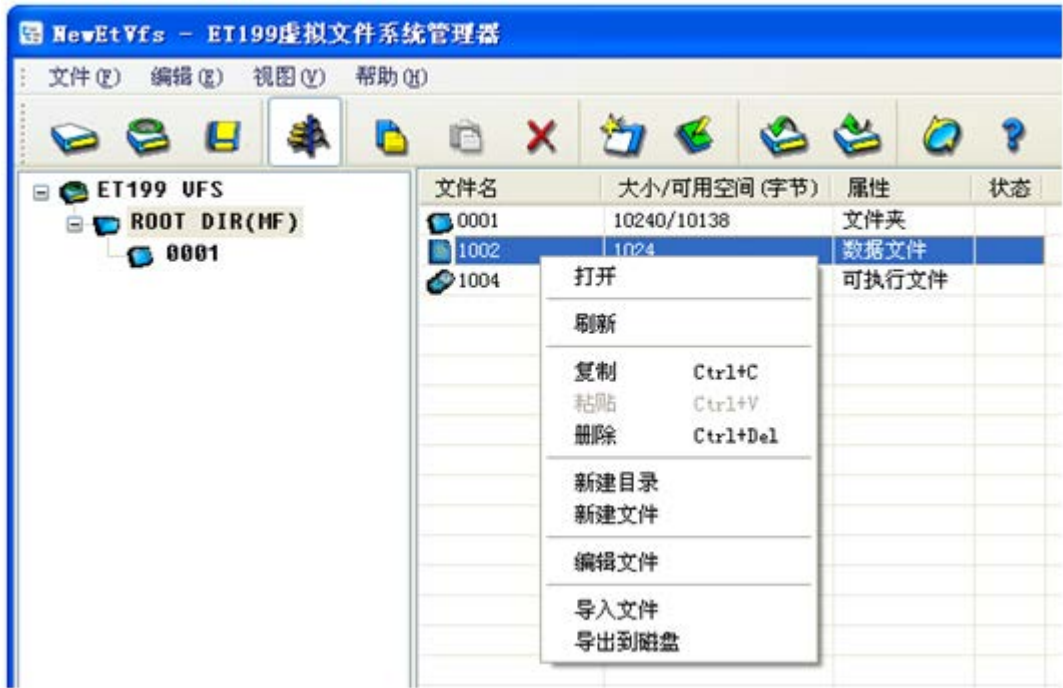 NewEtVfs - ET199虚拟文件系统管理器
文件(F) 编辑(E) 视图(V) 帮助(H)
ET199 VFS
ROOT DIR(MF)
0001
文件名 大小/可用空间(字节) 属性 状态
0001 10240/10138 文件夹
1002 1024 数据文件
1004 可执行文件
打开
刷新
复制 Ctrl+C
粘贴 Ctrl+V
删除 Ctrl+Del
新建目录
新建文件
编辑文件
导入文件
导出到磁盘